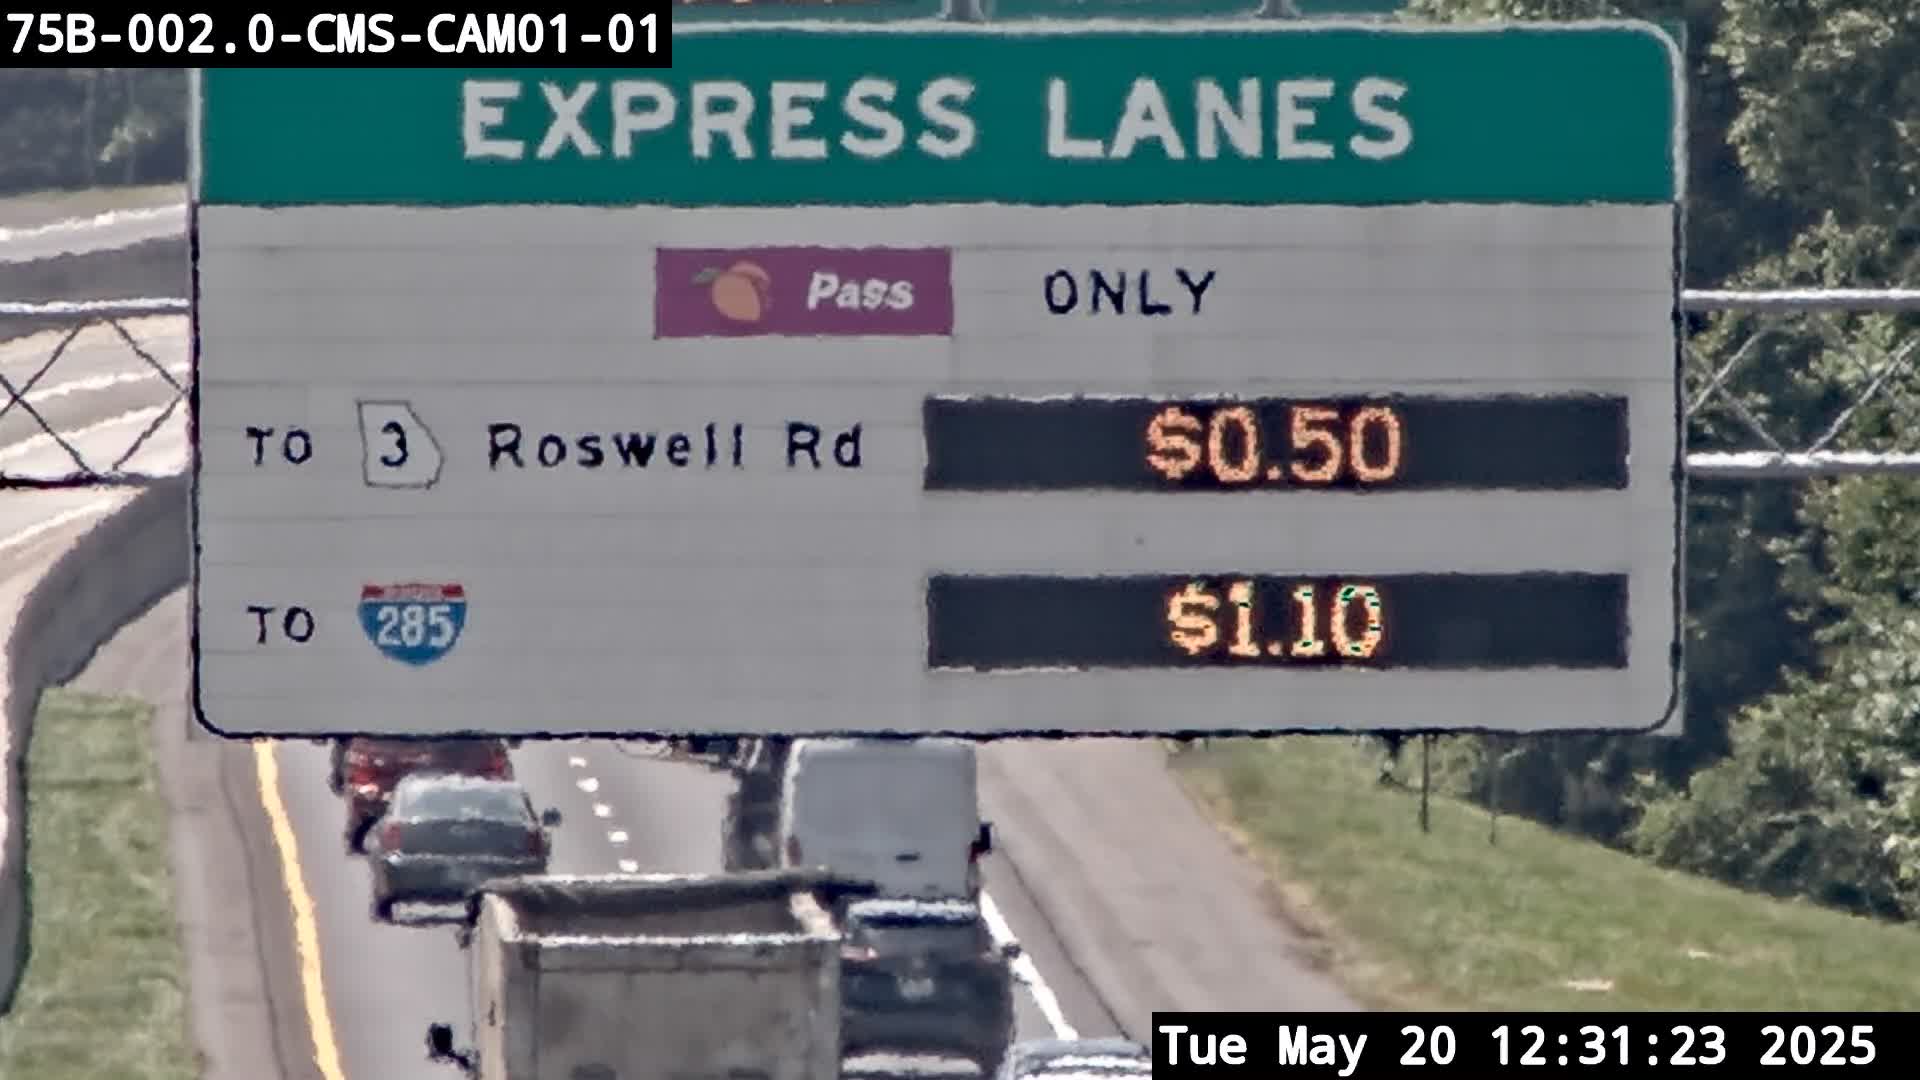 75B-002.0-CMS-CAM01-01
EXPRESS LANES
Pass ONLY
TO 3 Roswell Rd $0.50
TO 285 $1.10
Tue May 20 12:31:23 2025